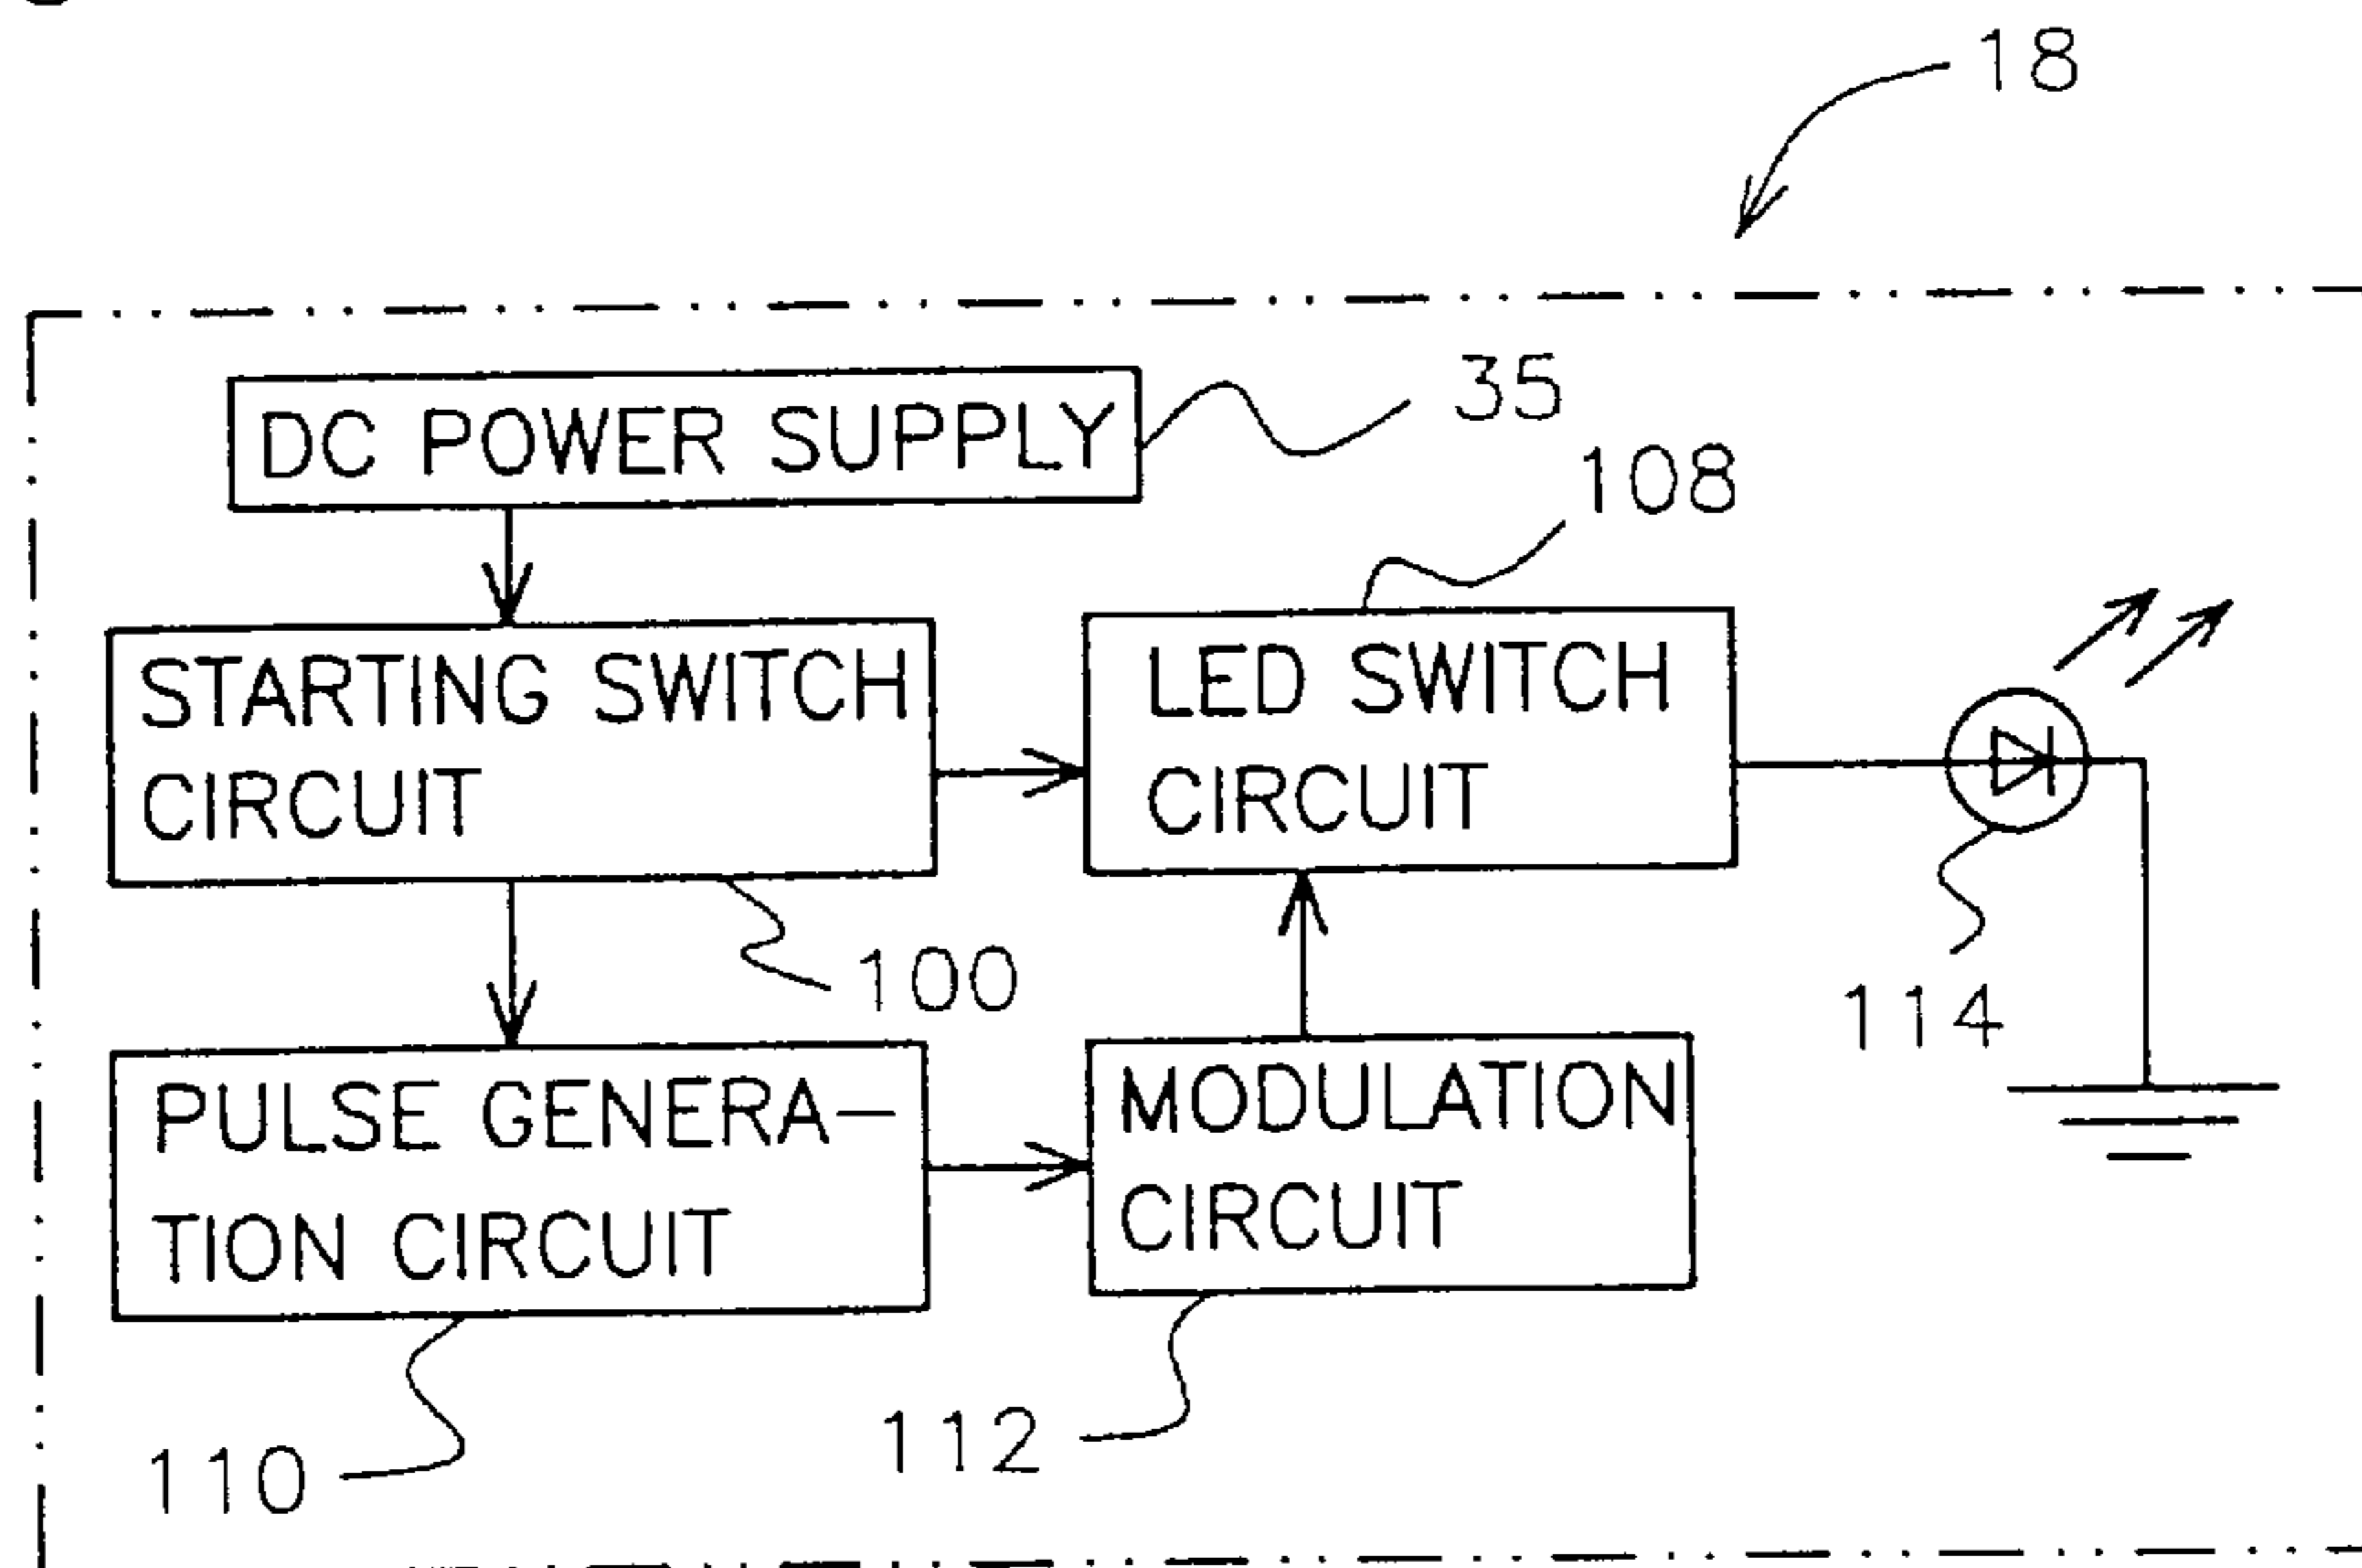 18
DC POWER SUPPLY
35
108
STARTING SWITCH
CIRCUIT
LED SWITCH
CIRCUIT
100
114
PULSE GENERA-
TION CIRCUIT
MODULATION
CIRCUIT
112
110